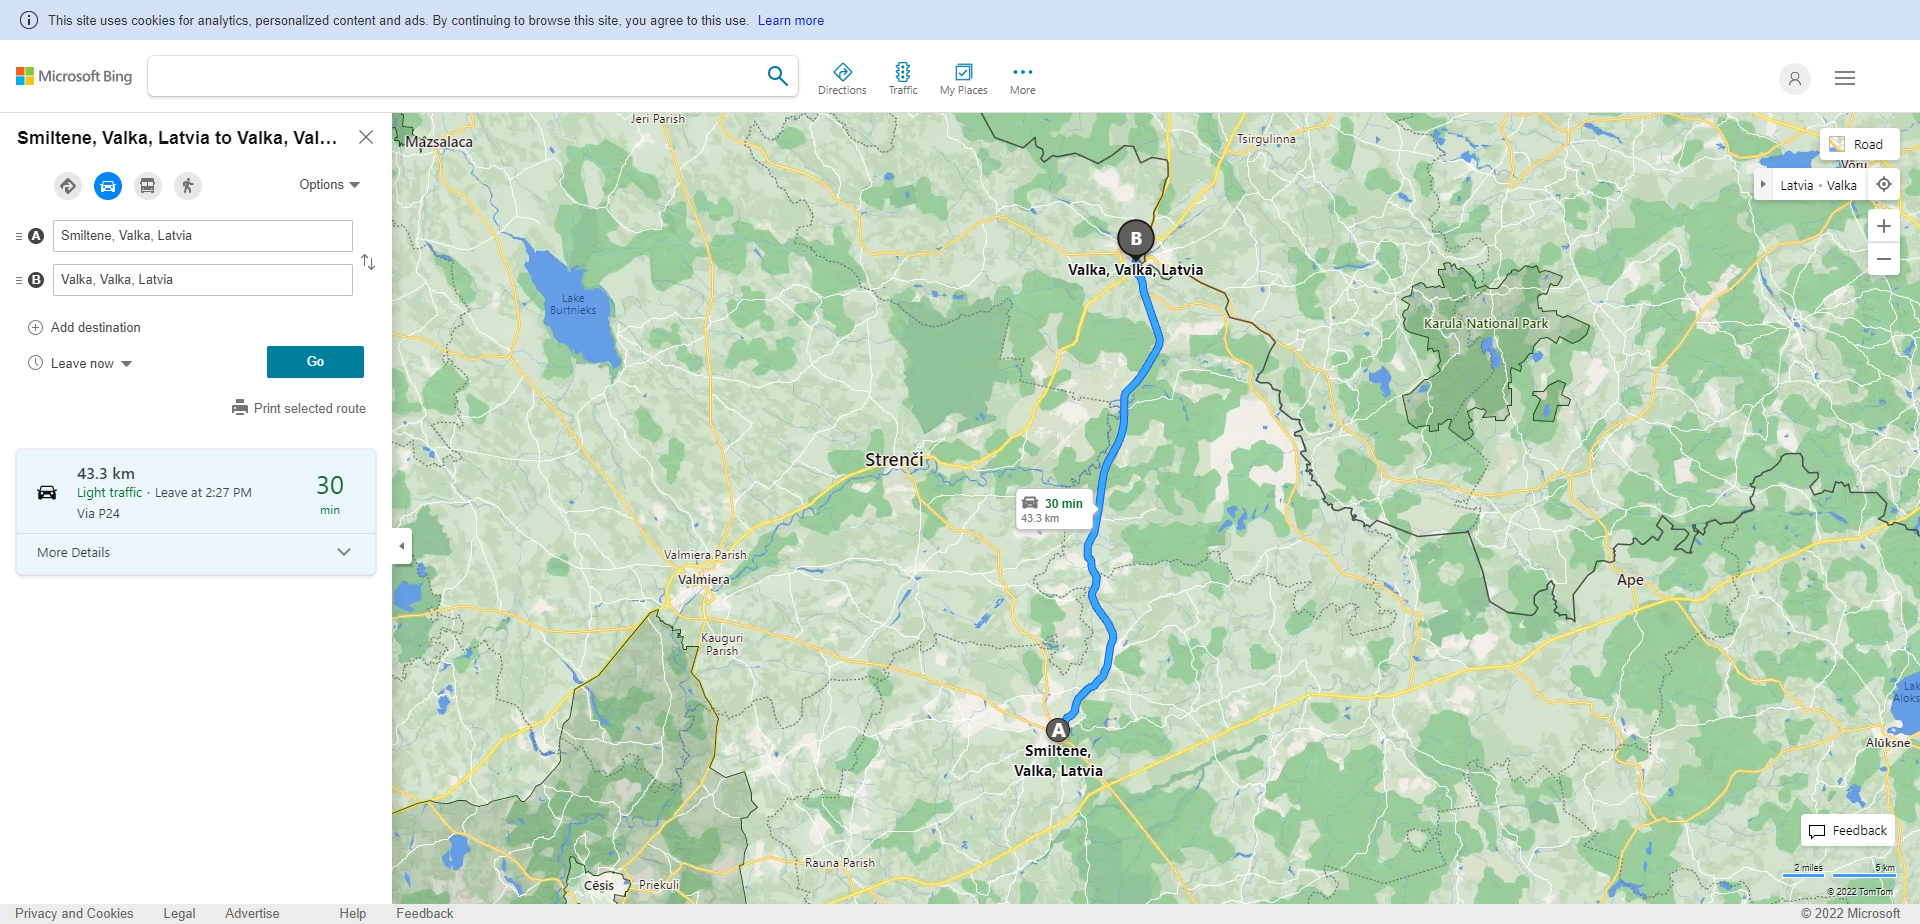 This site uses cookies for analytics, personalized content and ads. By continuing to browse this site, you agree to this use. Learn more
Microsoft Bing
Directions
Traffic
My Places
More
Smiltene, Valka, Latvia to Valka, Val...
Options
A
Smiltene, Valka, Latvia
B
Valka, Valka, Latvia
Add destination
Leave now
Go
Print selected route
43.3 km
Light traffic · Leave at 2:27 PM
Via P24
30
min
More Details
Jeri Parish
Mazsalaca
Tsirgulinna
Road
Võru
Latvia • Valka
B
Valka, Valka, Latvia
Lake
Burtnieks
Karula National Park
Strenči
30 min
43.3 km
Valmiera Parish
Valmiera
Ape
Kauguri
Parish
A
Smiltene,
Valka, Latvia
Alūksne
Feedback
Rauna Parish
Cēsis
Priekuli
2 miles
5 km
© 2022 TomTom
Privacy and Cookies
Legal
Advertise
Help
Feedback
© 2022 Microsoft